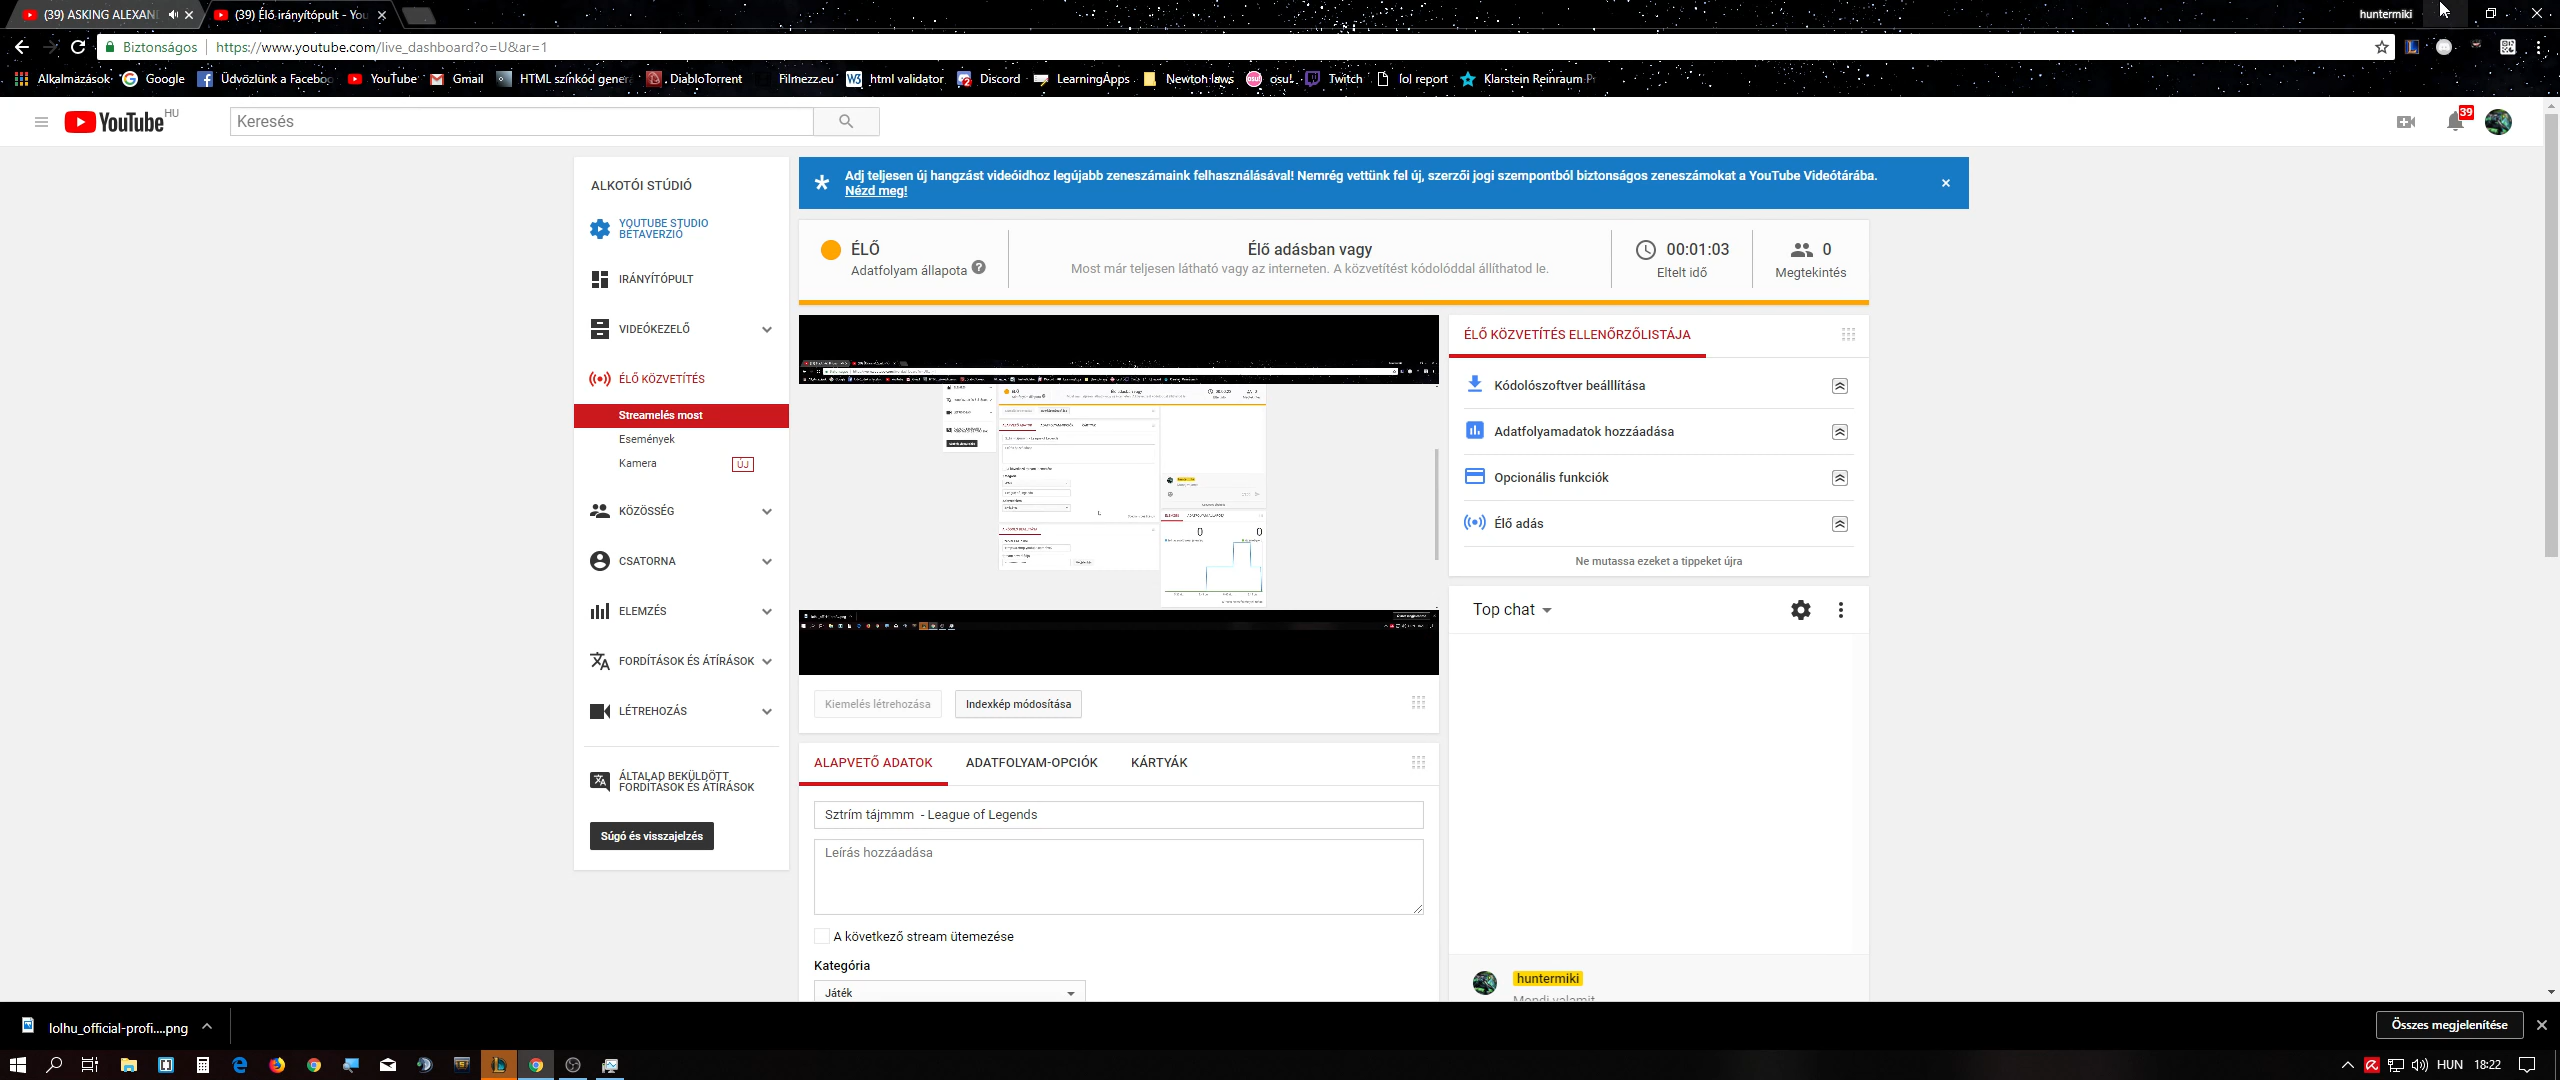 (39) ASKING ALEXAN
(39) Élő irányítópult - You
huntermiki
Biztonságos
https://www.youtube.com/live_dashboard?o=U&ar=1
Alkalmazások
Google
Üdvözlünk a Facebo
YouTube
Gmail
HTML színkód gener
DiabloTorrent
Filmezz.eu
html validator
Discord
LearningApps
Newton laws
osu!
Twitch
lol report
Klarstein Reinraum P
YouTube HU
Keresés
39
ALKOTÓI STÚDIÓ
YOUTUBE STUDIO
BÉTAVERZIÓ
IRÁNYÍTÓPULT
VIDEÓKEZELŐ
ÉLŐ KÖZVETÍTÉS
Streamelés most
Események
Kamera
ÚJ
KÖZÖSSÉG
CSATORNA
ELEMZÉS
FORDÍTÁSOK ÉS ÁTÍRÁSOK
LÉTREHOZÁS
ÁLTALAD BEKÜLDÖTT
FORDÍTÁSOK ÉS ÁTÍRÁSOK
Súgó és visszajelzés
Adj teljesen új hangzást videóidhoz legújabb zeneszámaink felhasználásával! Nemrég vettünk fel új, szerzői jogi szempontból biztonságos zeneszámokat a YouTube Videótárába.
Nézd meg!
ÉLŐ
Adatfolyam állapota
Élő adásban vagy
Most már teljesen látható vagy az interneten. A közvetítést kódolóddal állíthatod le.
00:01:03
Eltelt idő
0
Megtekintés
Kiemelés létrehozása
Indexkép módosítása
ALAPVETŐ ADATOK
ADATFOLYAM-OPCIÓK
KÁRTYÁK
Sztrím tájmmm - League of Legends
Leírás hozzáadása
A következő stream ütemezése
Kategória
Játék
ÉLŐ KÖZVETÍTÉS ELLENŐRZŐLISTÁJA
Kódolószoftver beálllítása
Adatfolyamadatok hozzáadása
Opcionális funkciók
Élő adás
Ne mutassa ezeket a tippeket újra
Top chat
huntermiki
Mondj valamit
lolhu_official-profi....png
Összes megjelenítése
HUN
18:22